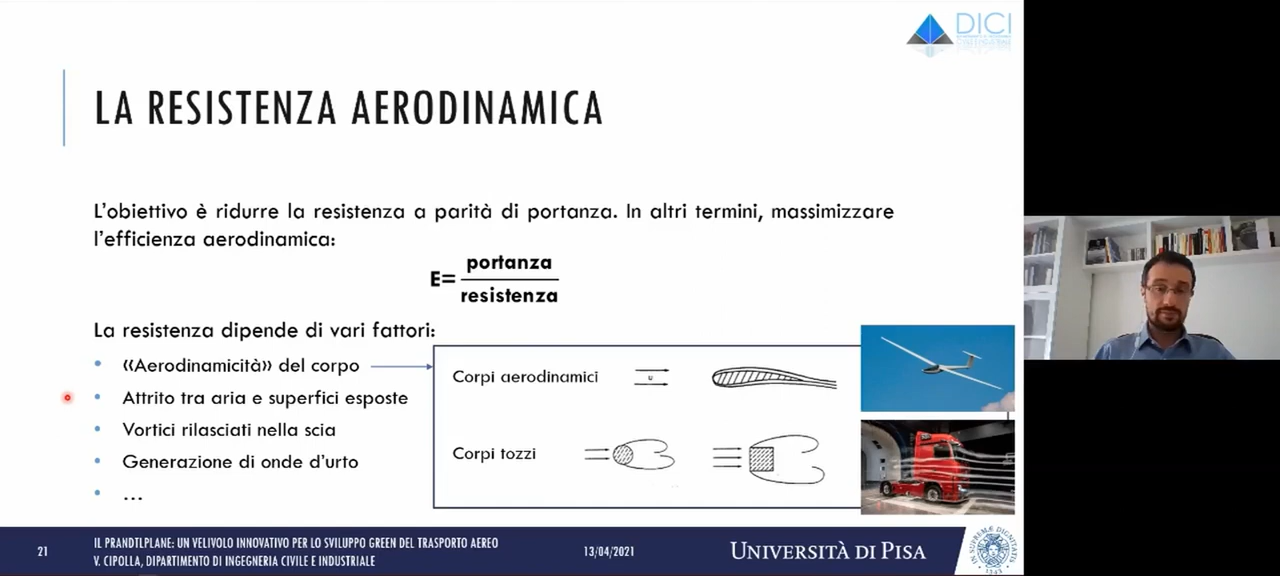 DICI
LA RESISTENZA AERODINAMICA
L'obiettivo è ridurre la resistenza a parità di portanza. In altri termini, massimizzare
l'efficienza aerodinamica:
E= portanza
resistenza
La resistenza dipende di vari fattori:
• «Aerodinamicità» del corpo
• Attrito tra aria e superfici esposte
• Vortici rilasciati nella scia
• Generazione di onde d'urto
• ...
Corpi aerodinamici
u
Corpi tozzi
21
IL PRANDTLPLANE: UN VELIVOLO INNOVATIVO PER LO SVILUPPO GREEN DEL TRASPORTO AEREO
V. CIPOLLA, DIPARTIMENTO DI INGEGNERIA CIVILE E INDUSTRIALE
13/04/2021
UNIVERSITÀ DI PISA